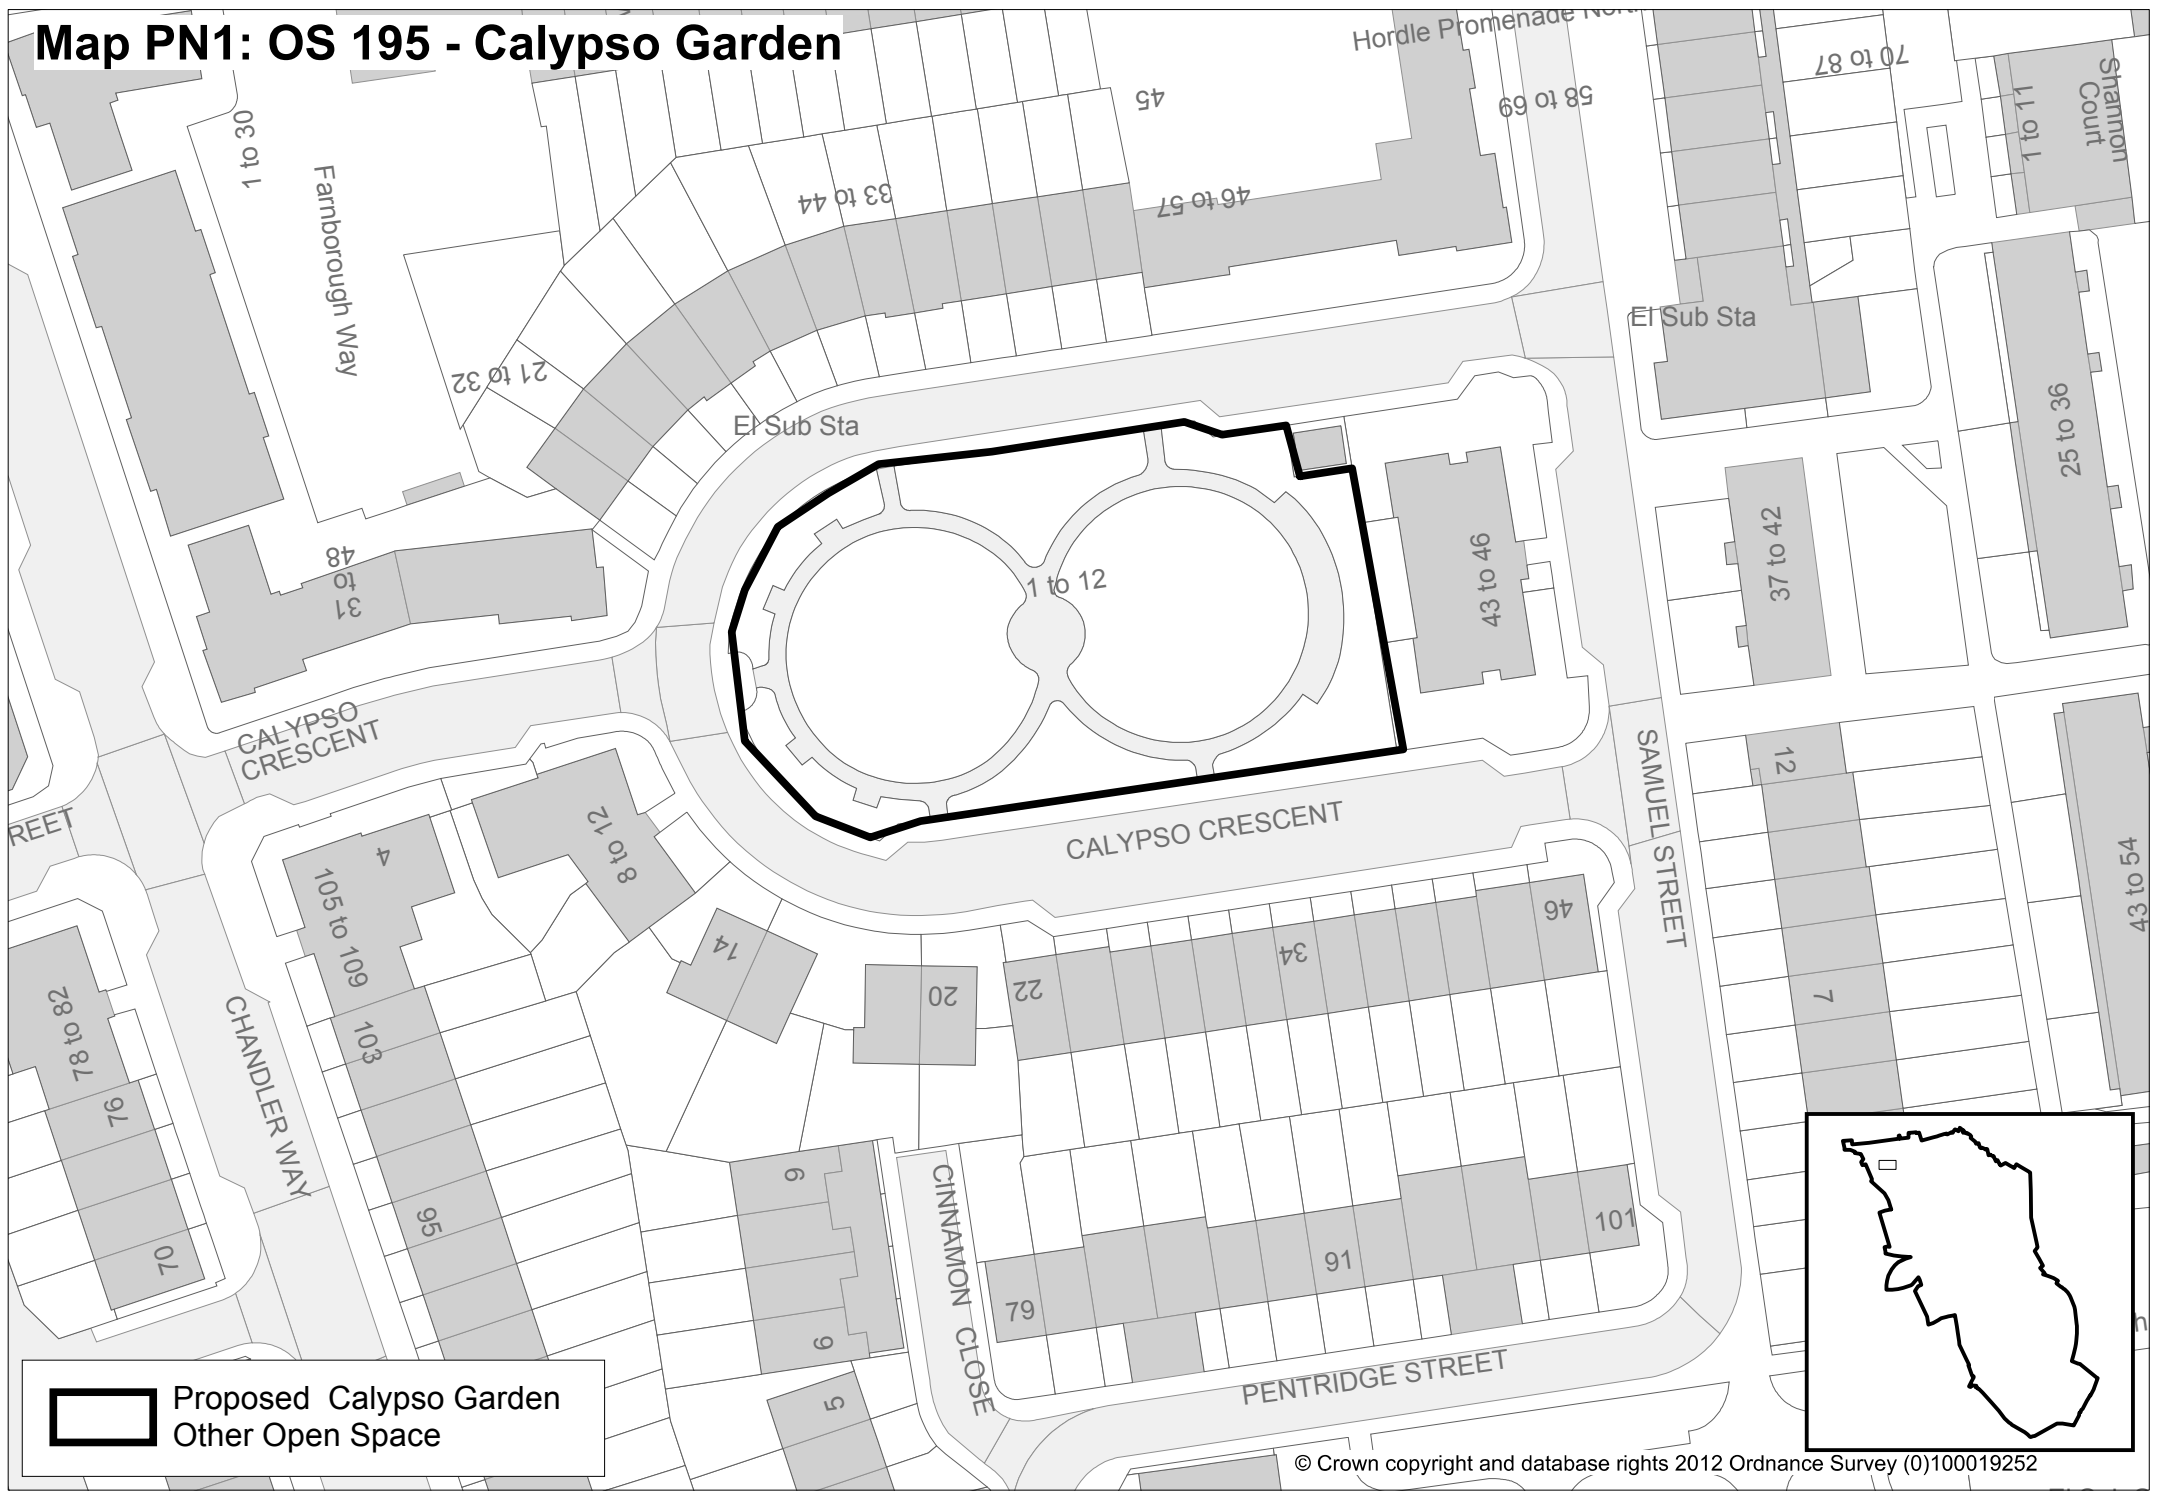 Map PN1: OS 195 - Calypso Garden
Hordle Promenade
70 to 87
58 to 69
45
Shannon
Court
1 to 11
1 to 30
Farnborough Way
33 to 44
46 to 57
El Sub Sta
21 to 32
El Sub Sta
25 to 36
37 to 42
43 to 46
1 to 12
31
to
48
CALYPSO
CRESCENT
REET
CALYPSO CRESCENT
SAMUEL STREET
12
43 to 54
4
105 to 109
8 to 12
14
20
22
34
46
7
78 to 82
76
70
103
95
CHANDLER WAY
6
9
5
CINNAMON CLOSE
79
91
101
PENTRIDGE STREET
Proposed  Calypso Garden
Other Open Space
© Crown copyright and database rights 2012 Ordnance Survey (0)100019252